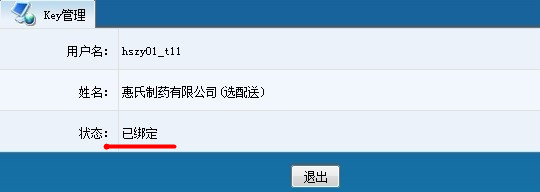 Key管理
用户名: hszy01_t11
姓名: 惠氏制药有限公司(选配送)
状态: 已绑定
退出